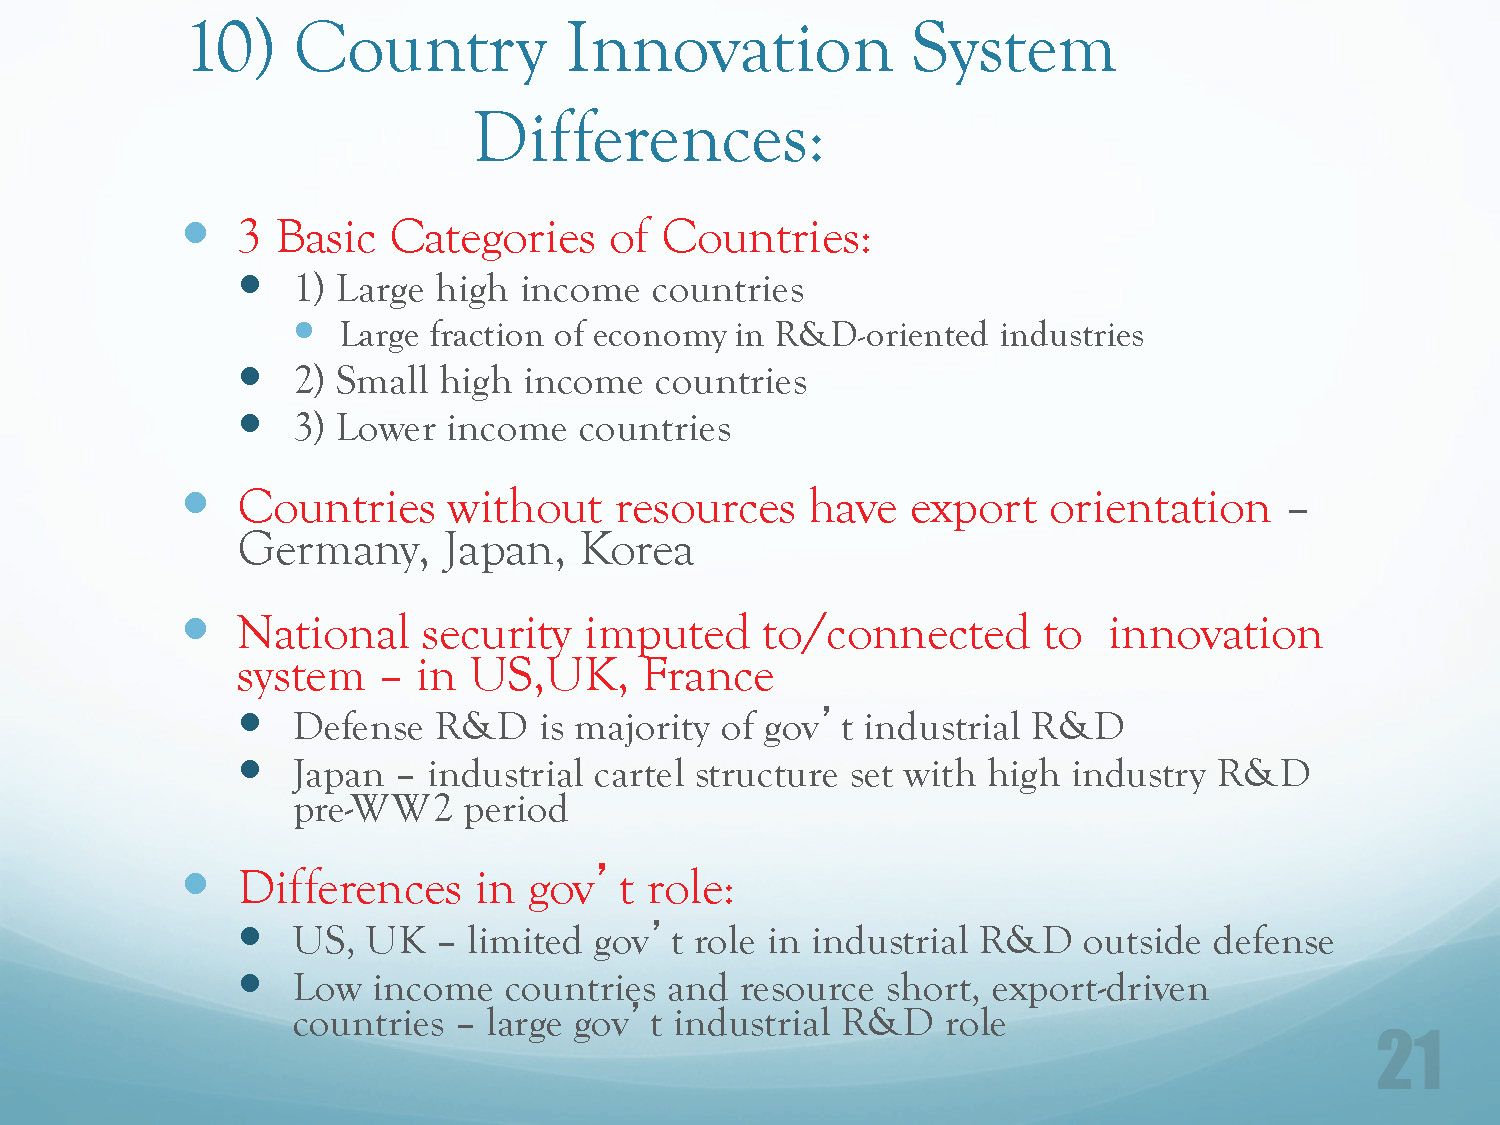 10) Country Innovation System
Differences:
• 3 Basic Categories of Countries:
• 1) Large high income countries
• Large fraction of economy in R&D-oriented industries
• 2) Small high income countries
• 3) Lower income countries
• Countries without resources have export orientation –
Germany, Japan, Korea
• National security imputed to/connected to innovation
system – in US,UK, France
• Defense R&D is majority of gov’t industrial R&D
• Japan – industrial cartel structure set with high industry R&D
pre-WW2 period
• Differences in gov’t role:
• US, UK – limited gov’t role in industrial R&D outside defense
• Low income countries and resource short, export-driven
countries – large gov’t industrial R&D role
21